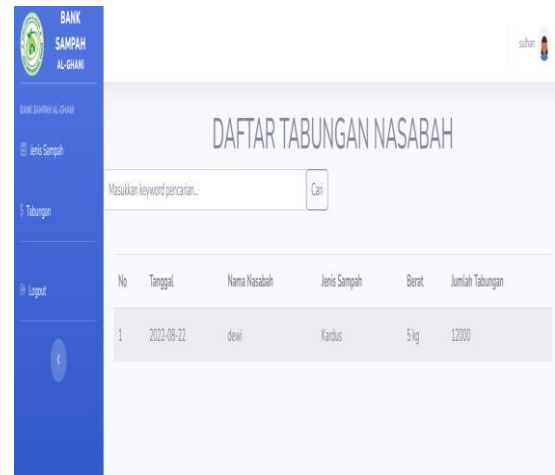 BANK
SAMPAH
AL-GHANI
sulhan
BANK SAMPAH AL-GHANI
Jenis Sampah
$ Tabungan
Logout
DAFTAR TABUNGAN NASABAH
Masukkan keyword pencarian... Cari
No Tanggal Nama Nasabah Jenis Sampah Berat Jumlah Tabungan
1 2022-08-22 dewi Kardus 5 kg 12000